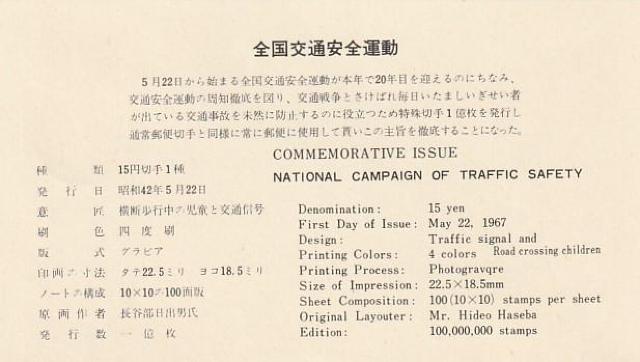 全国交通安全運動
5月22日から始まる全国交通安全運動が本年で20年目を迎えるのにちなみ、
交通安全運動の周知徹底を図り、交通戦争とさけばれ毎日いたましいぎせい者
が出ている交通事故を未然に防止するのに役立つため特殊切手1億枚を発行し
通常郵便切手と同様に常に郵便に使用して貰いこの主旨を徹底することになった。
COMMEMORATIVE ISSUE
NATIONAL CAMPAIGN OF TRAFFIC SAFETY
種類 15円切手1種
発行日 昭和42年5月22日
意匠 横断歩行中の児童と交通信号
刷色 四度刷
版式 グラビア
印画の寸法 タテ22.5ミリ ヨコ18.5ミリ
ノートの構成 10×10の100面版
原画作者 長谷部日出男氏
発行数 一億枚
Denomination: 15 yen
First Day of Issue: May 22, 1967
Design: Traffic signal and
Road crossing children
Printing Colors: 4 colors
Printing Process: Photogravqre
Size of Impression: 22.5×18.5mm
Sheet Composition: 100(10×10) stamps per sheet
Original Layouter: Mr. Hideo Haseba
Edition: 100,000,000 stamps